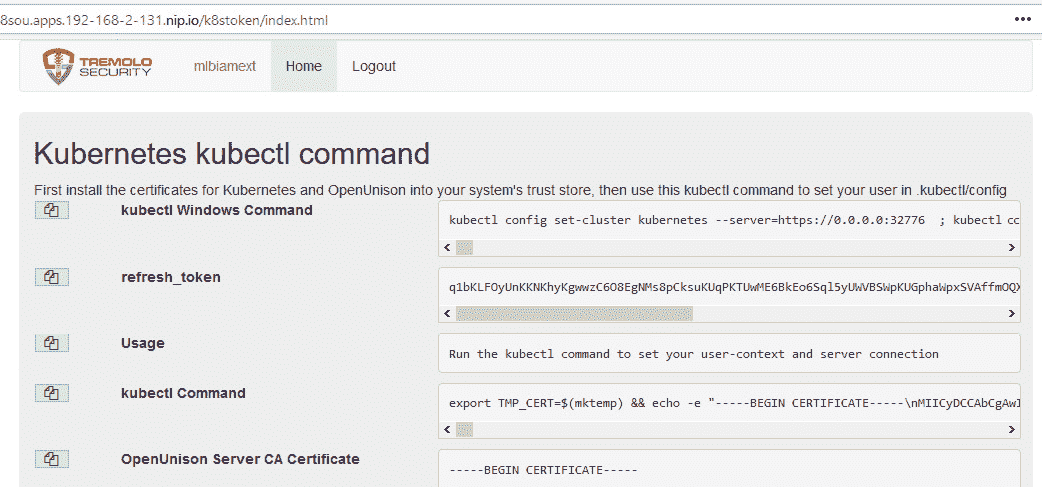 8sou.apps.192-168-2-131.nip.io/k8stoken/index.html
TREMOLO
SECURITY
mlbiamext Home Logout
Kubernetes kubectl command
First install the certificates for Kubernetes and OpenUnison into your system's trust store, then use this kubectl command to set your user in .kubectl/config
kubectl Windows Command
kubectl config set-cluster kubernetes --server=https://0.0.0.0:32776 ; kubectl cc
refresh_token
q1bKLFOyUnKKNKhyKgwwzC6O8EgNMs8pCksuKUqPKTUwME6BkEo6Sql5yUWVBSWpKUGphaWpxSVAffmOQX
Usage
Run the kubectl command to set your user-context and server connection
kubectl Command
export TMP_CERT=$(mktemp) && echo -e "-----BEGIN CERTIFICATE-----\nMIICyDCCAbCgAwI
OpenUnison Server CA Certificate
-----BEGIN CERTIFICATE-----